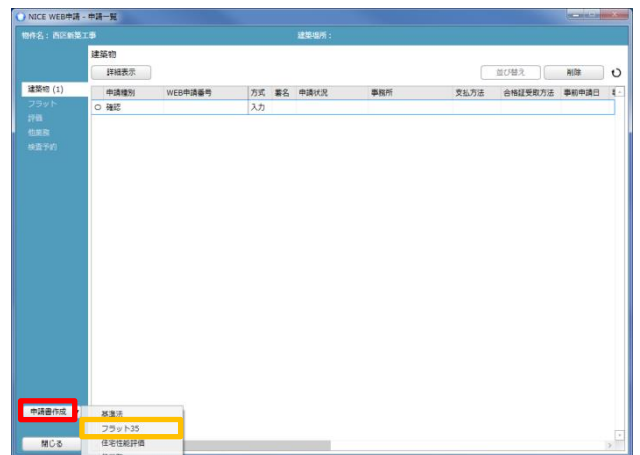 NICE WEB申請 - 申請一覧
物件名： 西区新築工事 建築場所：
建築物
詳細表示 並び替え 削除
建築物 (1)
フラット
評価
他業務
検査予約
申請種別 WEB申請番号 方式 署名 申請状況 事務所 支払方法 合格証受取方法 事前申請日
確認 入力
申請書作成
基準法
フラット35
住宅性能評価
閉じる